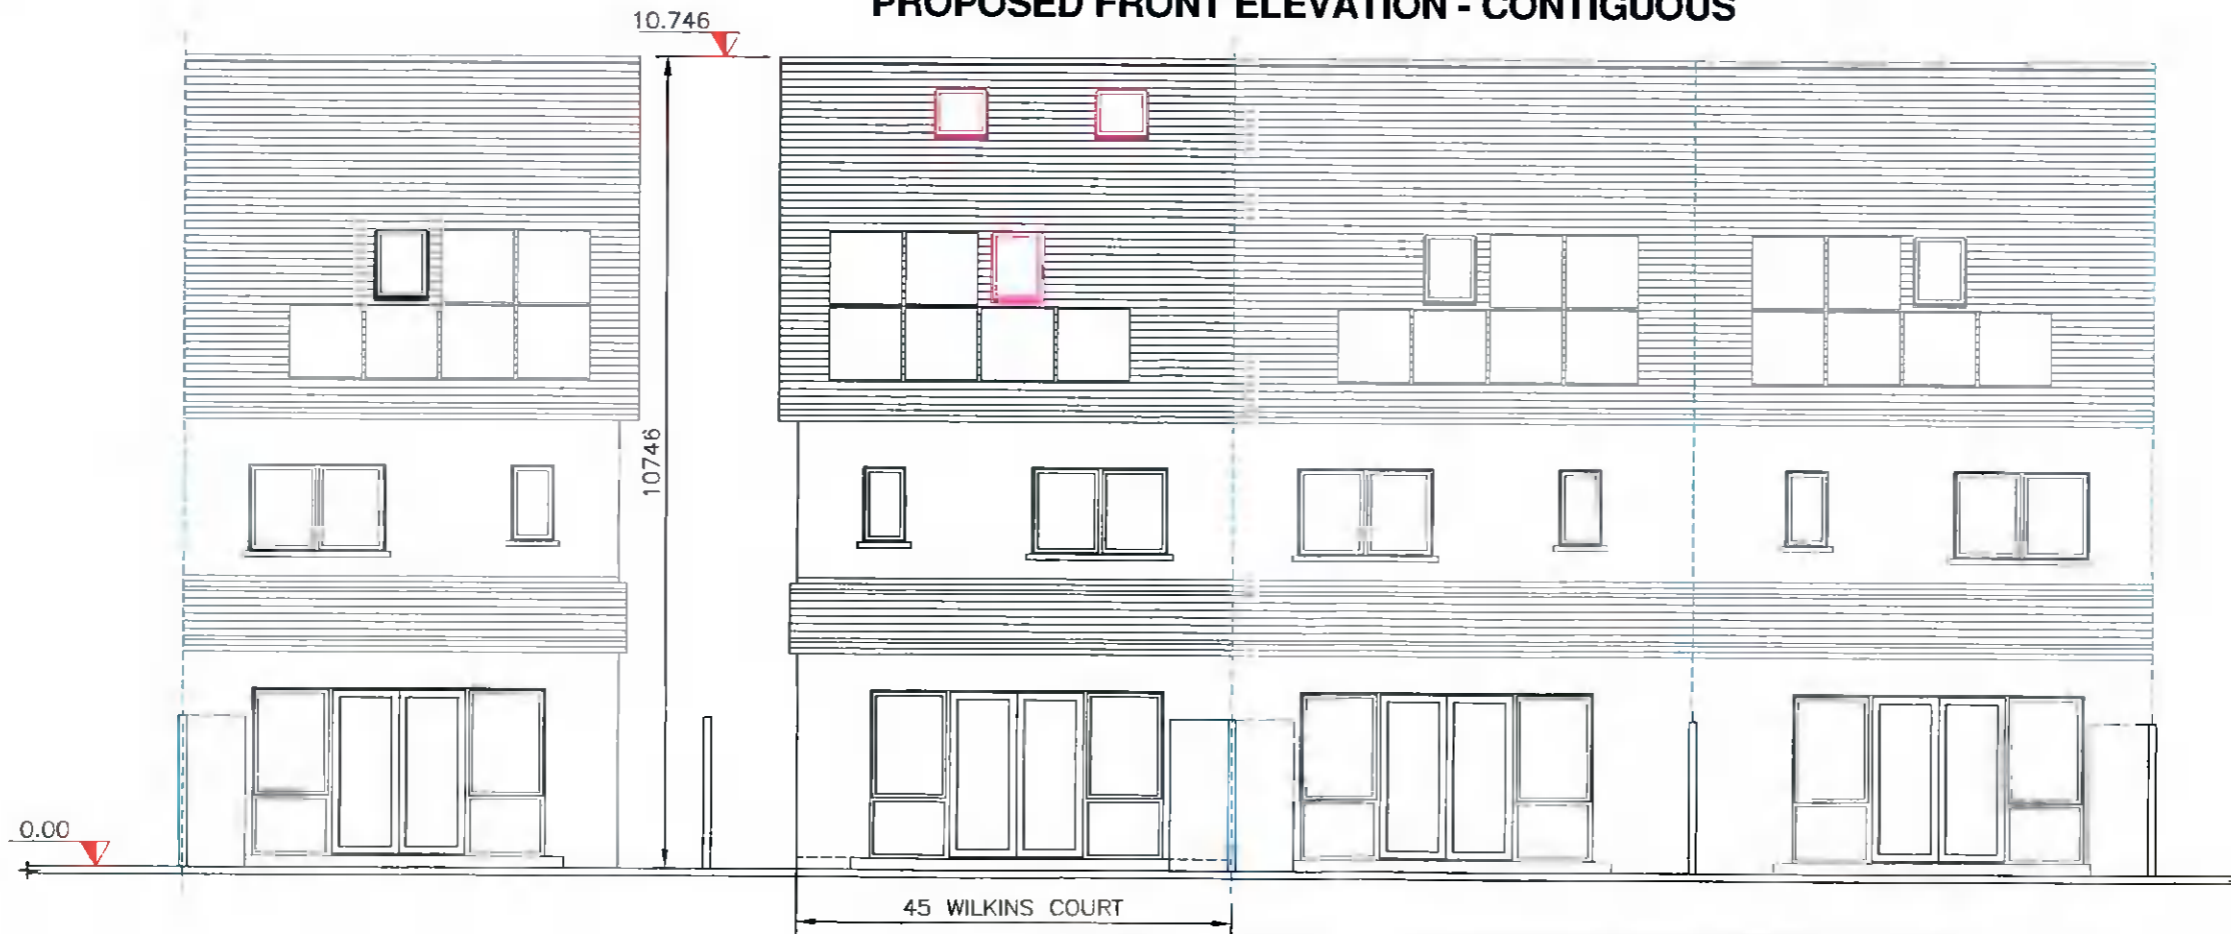 PROPOSED FRONT ELEVATION - CONTIGUOUS
10.746
10746
0.00
45 WILKINS COURT